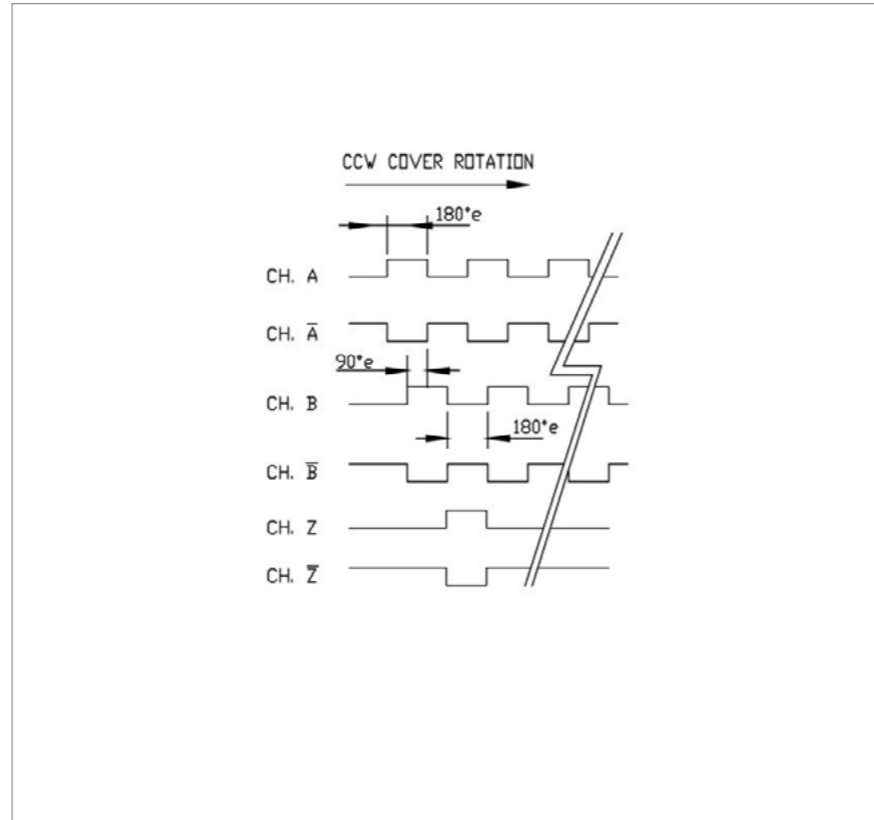 CCW COVER ROTATION
180°e
CH. A
CH. A̅
90°e
CH. B
180°e
CH. B̅
CH. Z
CH. Z̅